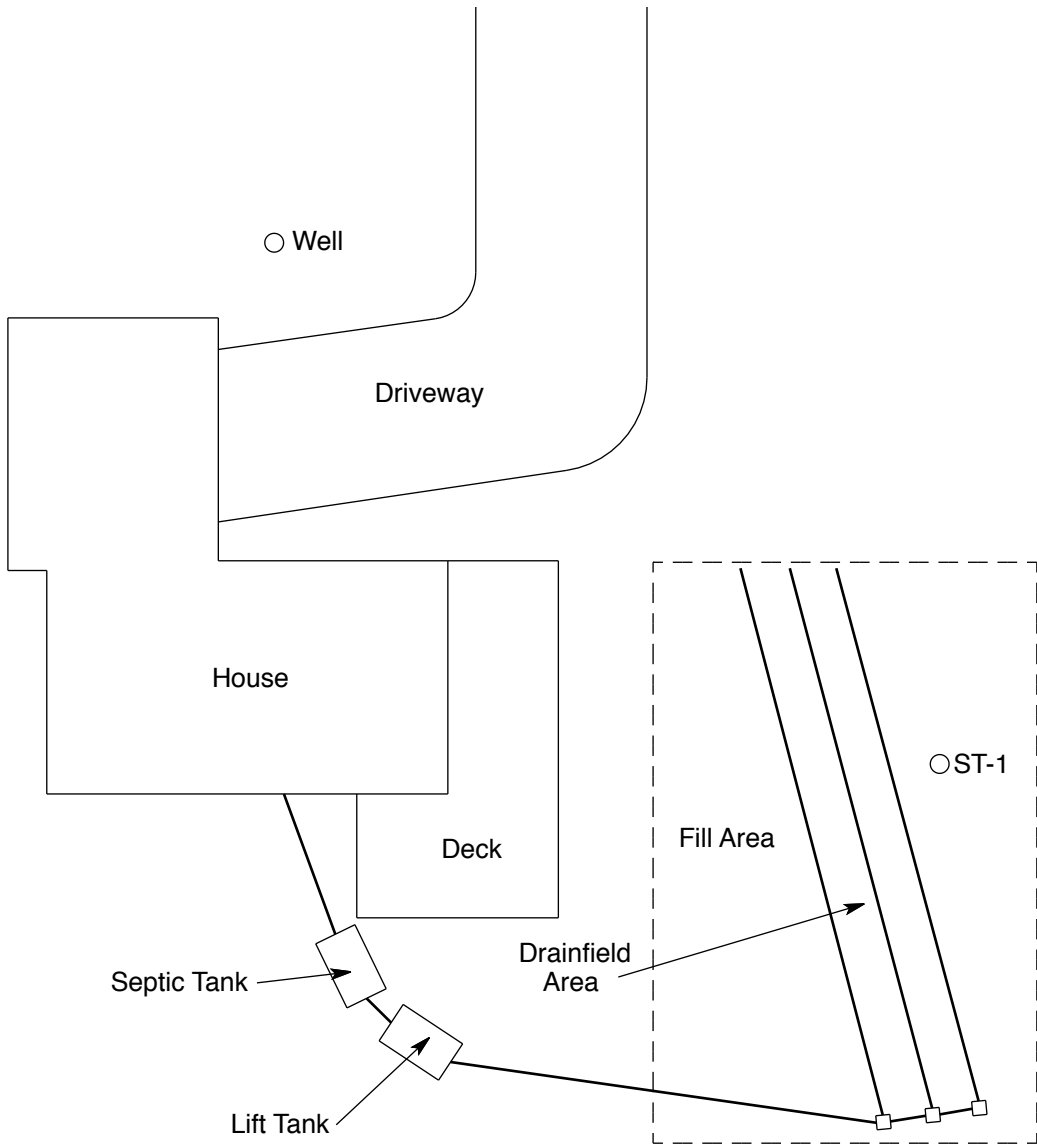 Well
Driveway
House
ST-1
Fill Area
Deck
Drainfield
Area
Septic Tank
Lift Tank